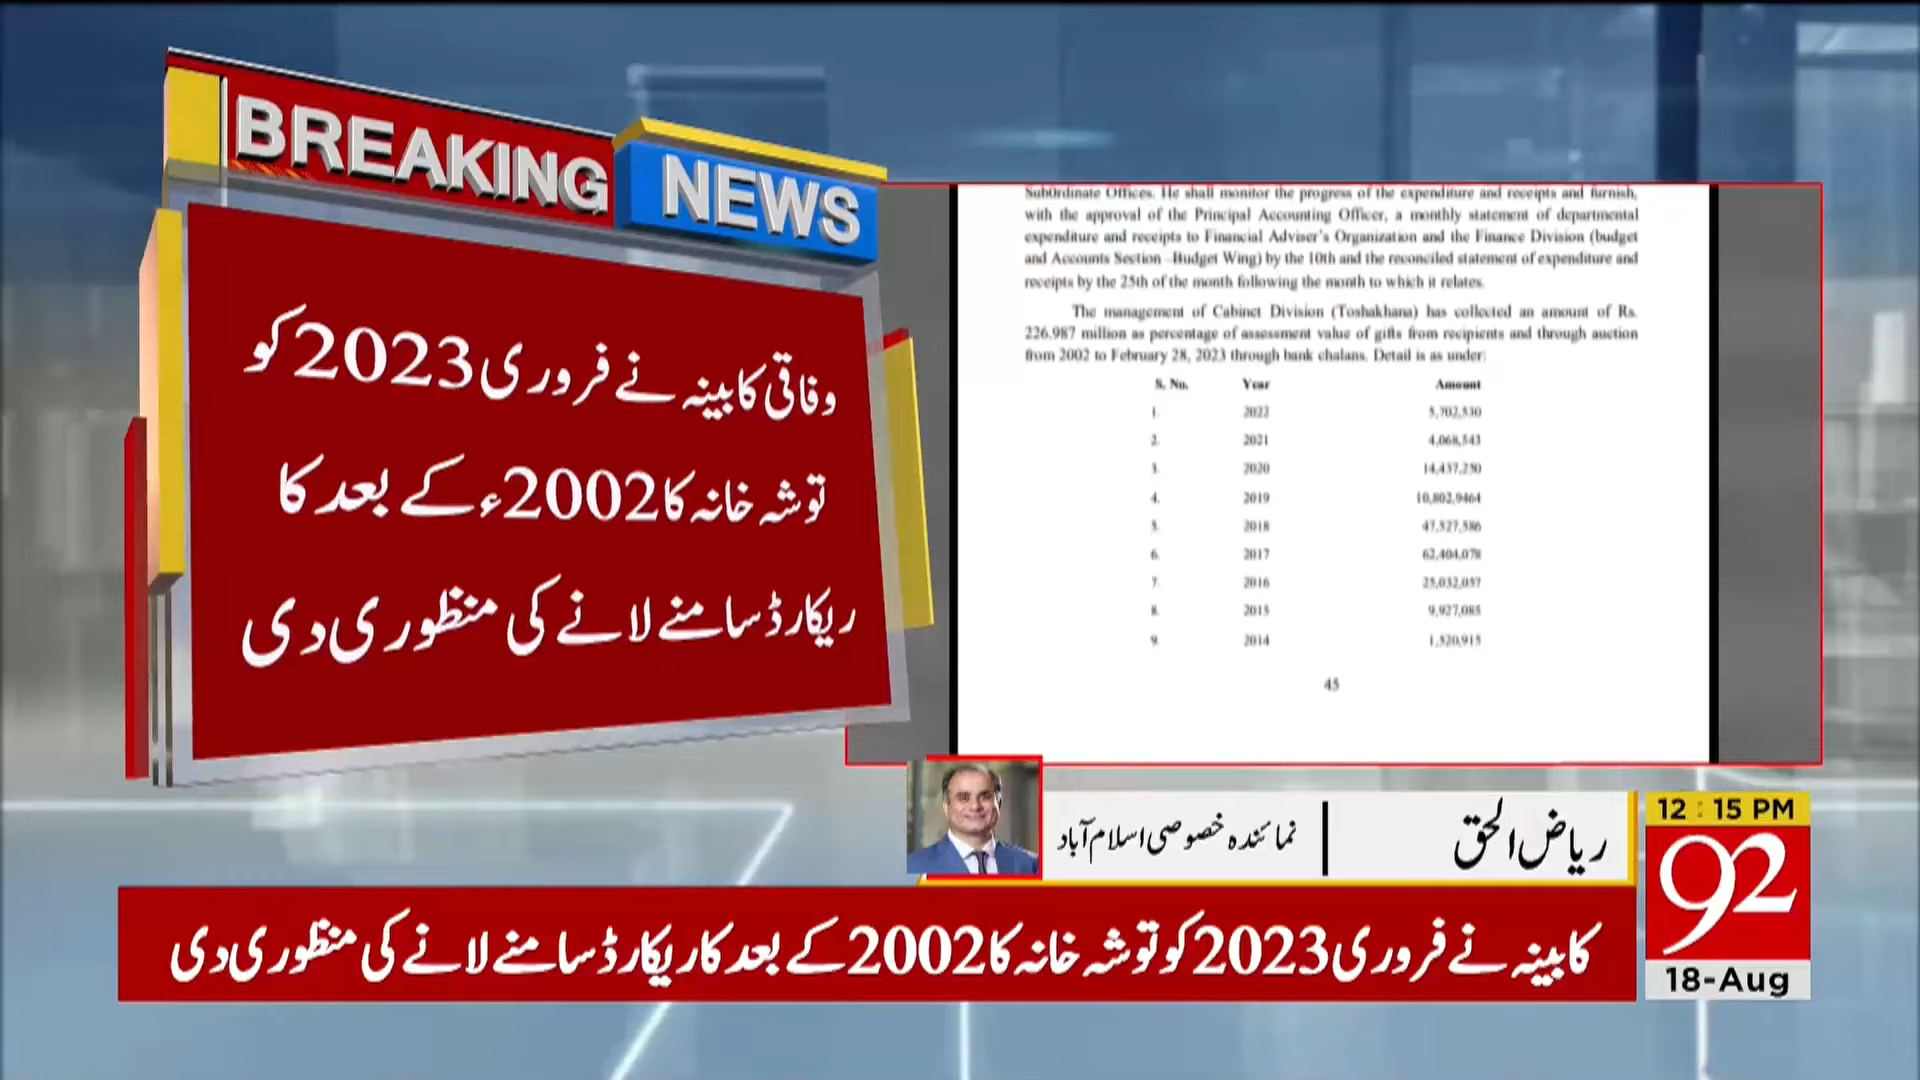 BREAKING NEWS
وفاقی کابینہ نے فروری 2023 کو
توشہ خانہ کا 2002ء کے بعد کا
ریکارڈ سامنے لانے کی منظوری دی
SubOrdinate Offices. He shall monitor the progress of the expenditure and receipts and furnish,
with the approval of the Principal Accounting Officer, a monthly statement of departmental
expenditure and receipts to Financial Adviser's Organization and the Finance Division (budget
and Accounts Section –Budget Wing) by the 10th and the reconciled statement of expenditure and
receipts by the 25th of the month following the month to which it relates.
The management of Cabinet Division (Toshakhana) has collected an amount of Rs.
226.987 million as percentage of assessment value of gifts from recipients and through auction
from 2002 to February 28, 2023 through bank chalans. Detail is as under:
S. No. Year Amount
1. 2022 5,702,530
2. 2021 4,068,543
3. 2020 14,437,250
4. 2019 10,802,9464
5. 2018 47,527,586
6. 2017 62,404,078
7. 2016 25,032,057
8. 2015 9,927,085
9. 2014 1,520,915
45
ریاض الحق | نمائندہ خصوصی اسلام آباد
12:15 PM
92
18-Aug
کابینہ نے فروری 2023 کو توشہ خانہ کا 2002 کے بعد کا ریکارڈ سامنے لانے کی منظوری دی